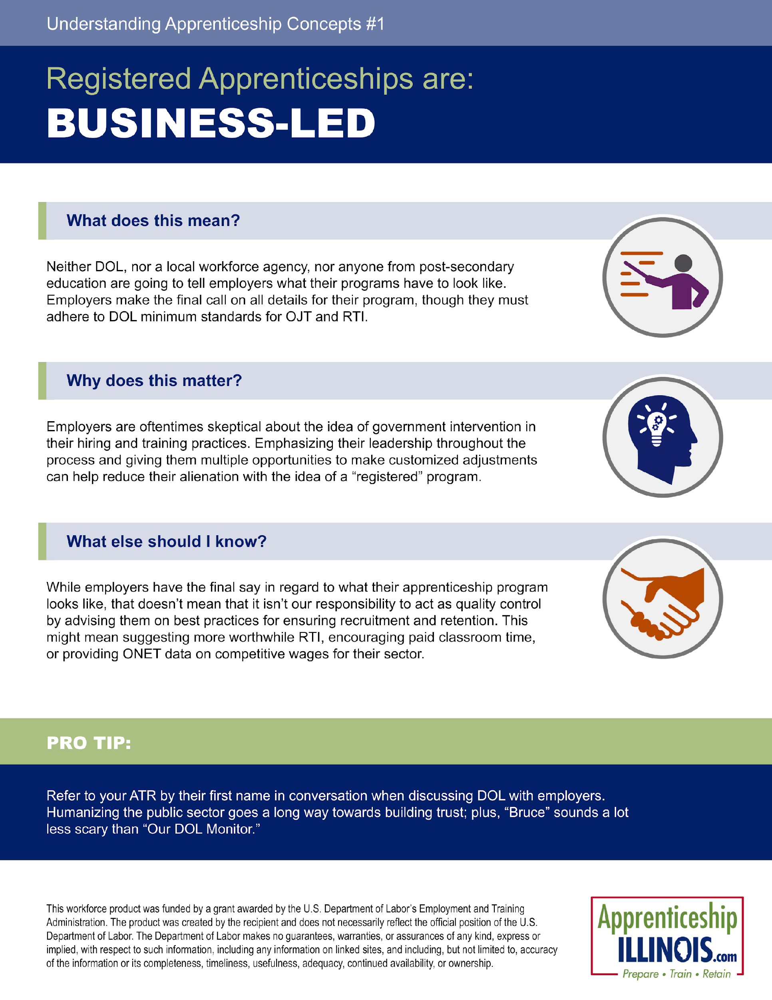 Understanding Apprenticeship Concepts #1
Registered Apprenticeships are:
BUSINESS-LED
What does this mean?
Neither DOL, nor a local workforce agency, nor anyone from post-secondary
education are going to tell employers what their programs have to look like.
Employers make the final call on all details for their program, though they must
adhere to DOL minimum standards for OJT and RTI.
Why does this matter?
Employers are oftentimes skeptical about the idea of government intervention in
their hiring and training practices. Emphasizing their leadership throughout the
process and giving them multiple opportunities to make customized adjustments
can help reduce their alienation with the idea of a “registered” program.
What else should I know?
While employers have the final say in regard to what their apprenticeship program
looks like, that doesn’t mean that it isn’t our responsibility to act as quality control
by advising them on best practices for ensuring recruitment and retention. This
might mean suggesting more worthwhile RTI, encouraging paid classroom time,
or providing ONET data on competitive wages for their sector.
PRO TIP:
Refer to your ATR by their first name in conversation when discussing DOL with employers.
Humanizing the public sector goes a long way towards building trust; plus, “Bruce” sounds a lot
less scary than “Our DOL Monitor.”
This workforce product was funded by a grant awarded by the U.S. Department of Labor’s Employment and Training
Administration. The product was created by the recipient and does not necessarily reflect the official position of the U.S.
Department of Labor. The Department of Labor makes no guarantees, warranties, or assurances of any kind, express or
implied, with respect to such information, including any information on linked sites, and including, but not limited to, accuracy
of the information or its completeness, timeliness, usefulness, adequacy, continued availability, or ownership.
Apprenticeship
ILLINOIS.com
Prepare • Train • Retain